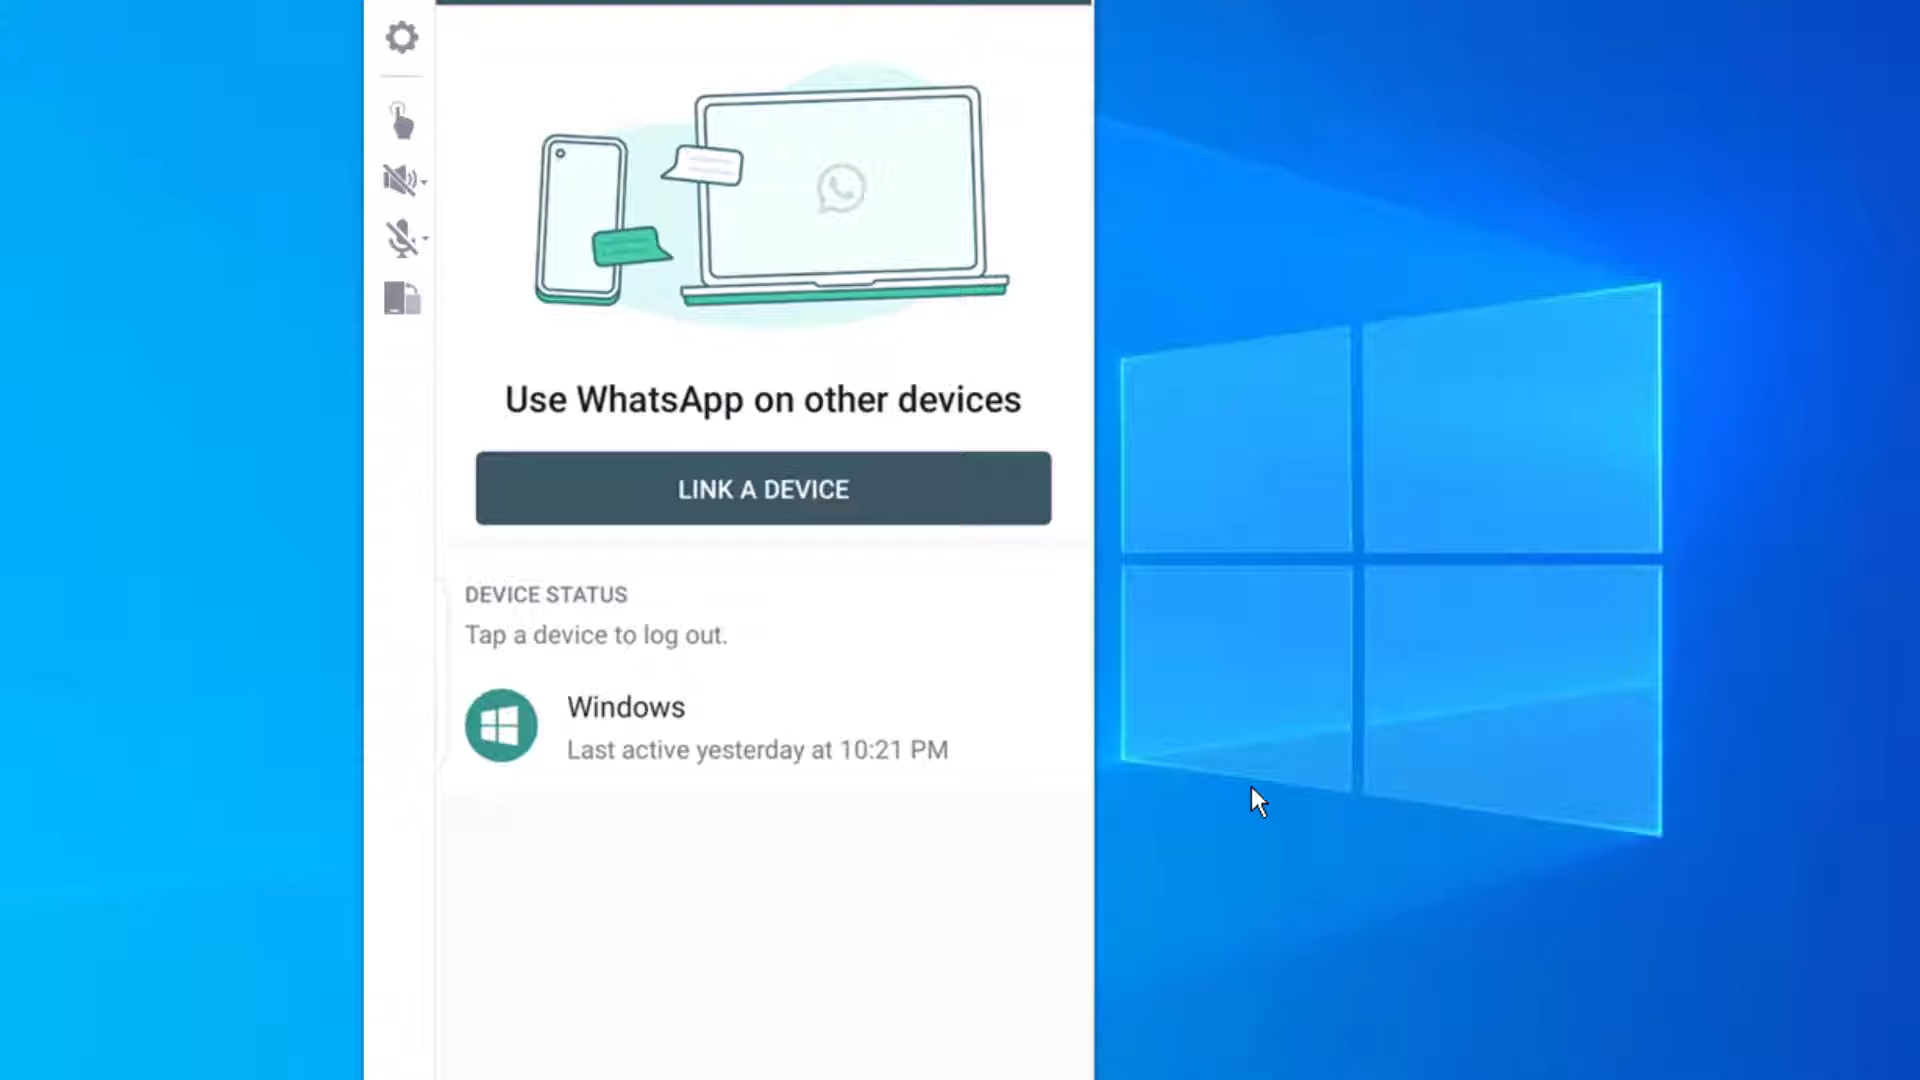 Use WhatsApp on other devices
LINK A DEVICE
DEVICE STATUS
Tap a device to log out.
Windows
Last active yesterday at 10:21 PM